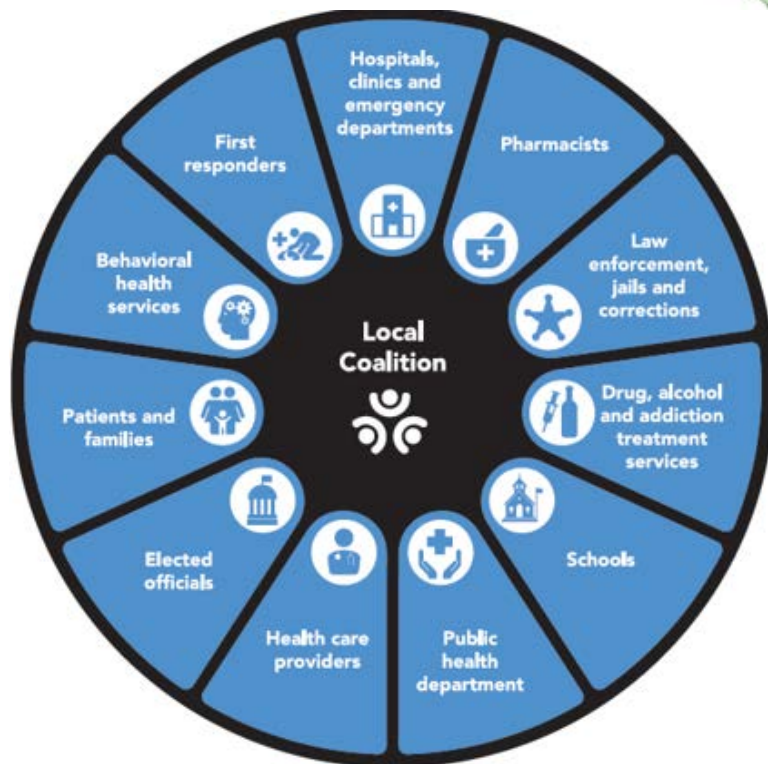 Hospitals,
clinics and
emergency
departments
Pharmacists
Law
enforcement,
jails and
corrections
Drug, alcohol
and addiction
treatment
services
Schools
Public
health
department
Health care
providers
Elected
officials
Patients and
families
Behavioral
health
services
First
responders
Local
Coalition